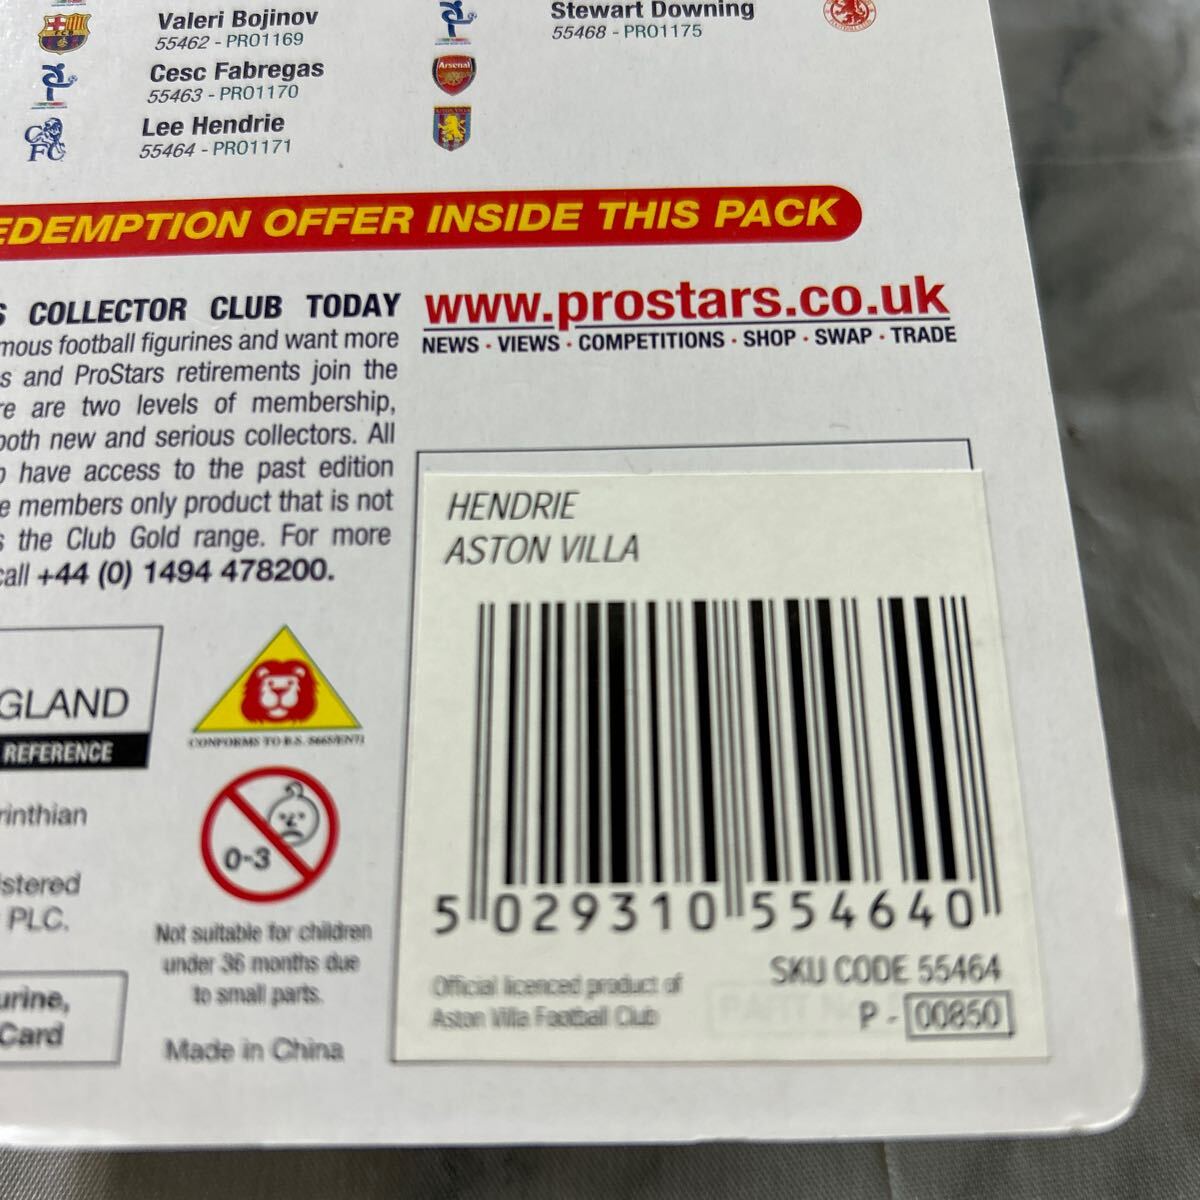 Valeri Bojinov
55462 - PRO1169
Cesc Fabregas
55463 - PRO1170
Lee Hendrie
55464 - PRO1171
Stewart Downing
55468 - PRO1175
Arsenal
EDEMPTION OFFER INSIDE THIS PACK
S COLLECTOR CLUB TODAY
mous football figurines and want more
s and ProStars retirements join the
re are two levels of membership,
both new and serious collectors. All
o have access to the past edition
e members only product that is not
s the Club Gold range. For more
call +44 (0) 1494 478200.
www.prostars.co.uk
NEWS · VIEWS · COMPETITIONS · SHOP · SWAP · TRADE
HENDRIE
ASTON VILLA
5 029310 554640
SKU CODE 55464
P - 00850
Official licenced product of
Aston Villa Football Club
GLAND
REFERENCE
CONFORMS TO B.S. 5665/EN71
0-3
Not suitable for children
under 36 months due
to small parts.
Made in China
rinthian
istered
PLC.
urine,
Card